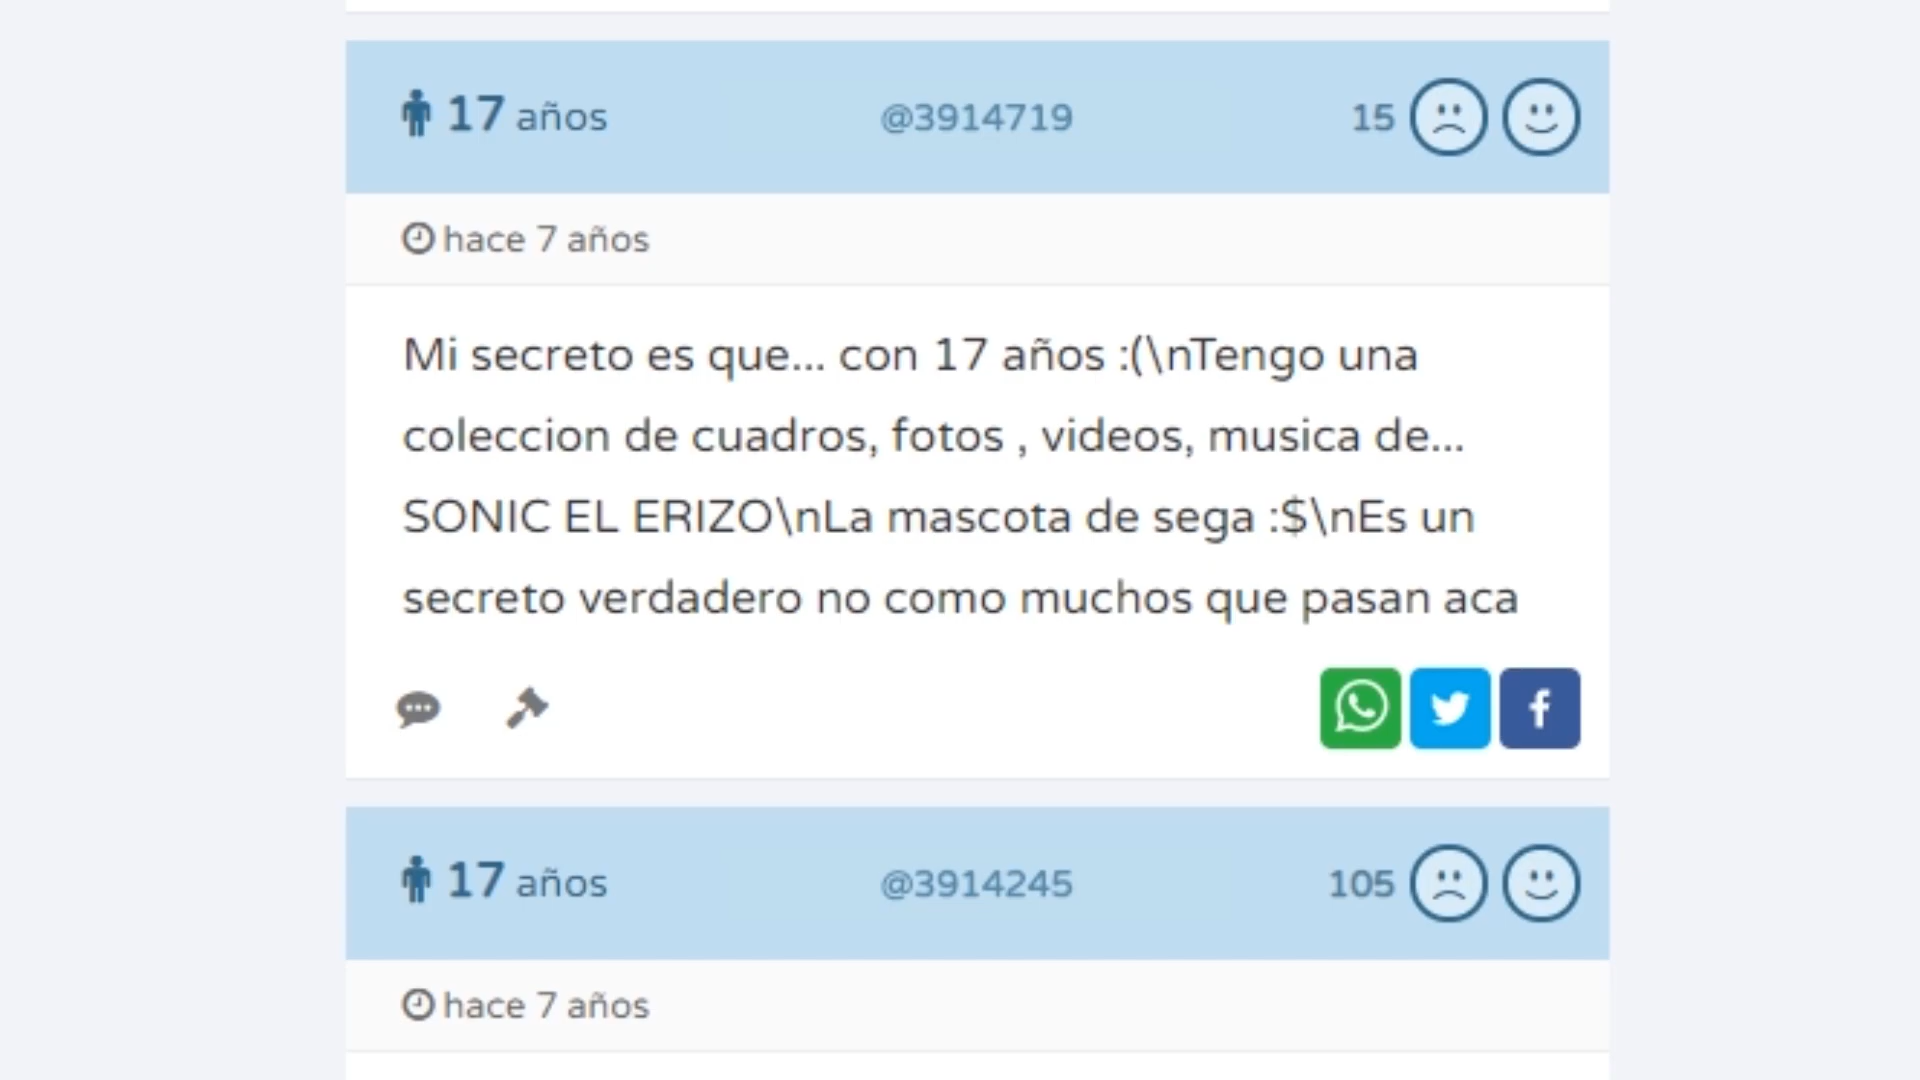 17 años @3914719 15
hace 7 años
Mi secreto es que... con 17 años :(\nTengo una
coleccion de cuadros, fotos , videos, musica de...
SONIC EL ERIZO\nLa mascota de sega :$\nEs un
secreto verdadero no como muchos que pasan aca
17 años @3914245 105
hace 7 años